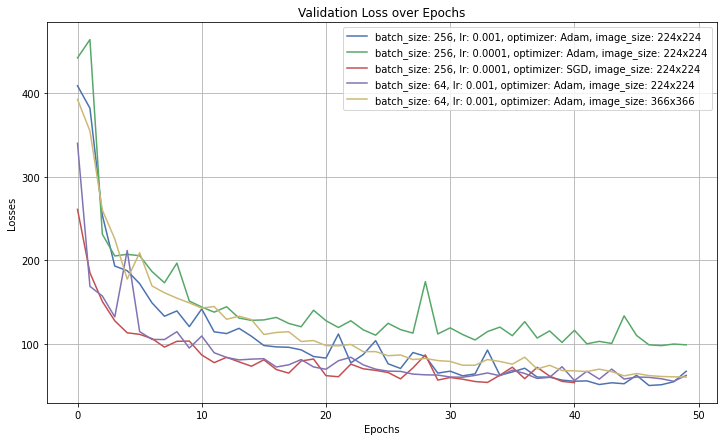 Validation Loss over Epochs
batch_size: 256, lr: 0.001, optimizer: Adam, image_size: 224x224
batch_size: 256, lr: 0.0001, optimizer: Adam, image_size: 224x224
batch_size: 256, lr: 0.0001, optimizer: SGD, image_size: 224x224
batch_size: 64, lr: 0.001, optimizer: Adam, image_size: 224x224
batch_size: 64, lr: 0.001, optimizer: Adam, image_size: 366x366
400
300
200
100
Losses
0 10 20 30 40 50
Epochs